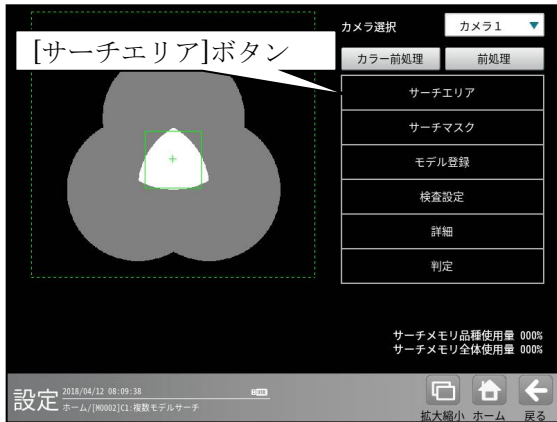 カメラ選択
カメラ1
[サーチエリア]ボタン
カラー前処理
前処理
サーチエリア
サーチマスク
モデル登録
検査設定
詳細
判定
サーチメモリ品種使用量 000%
サーチメモリ全体使用量 000%
設定
2018/04/12 08:09:38
ホーム/[M0002]C1:複数モデルサーチ
拡大縮小
ホーム
戻る